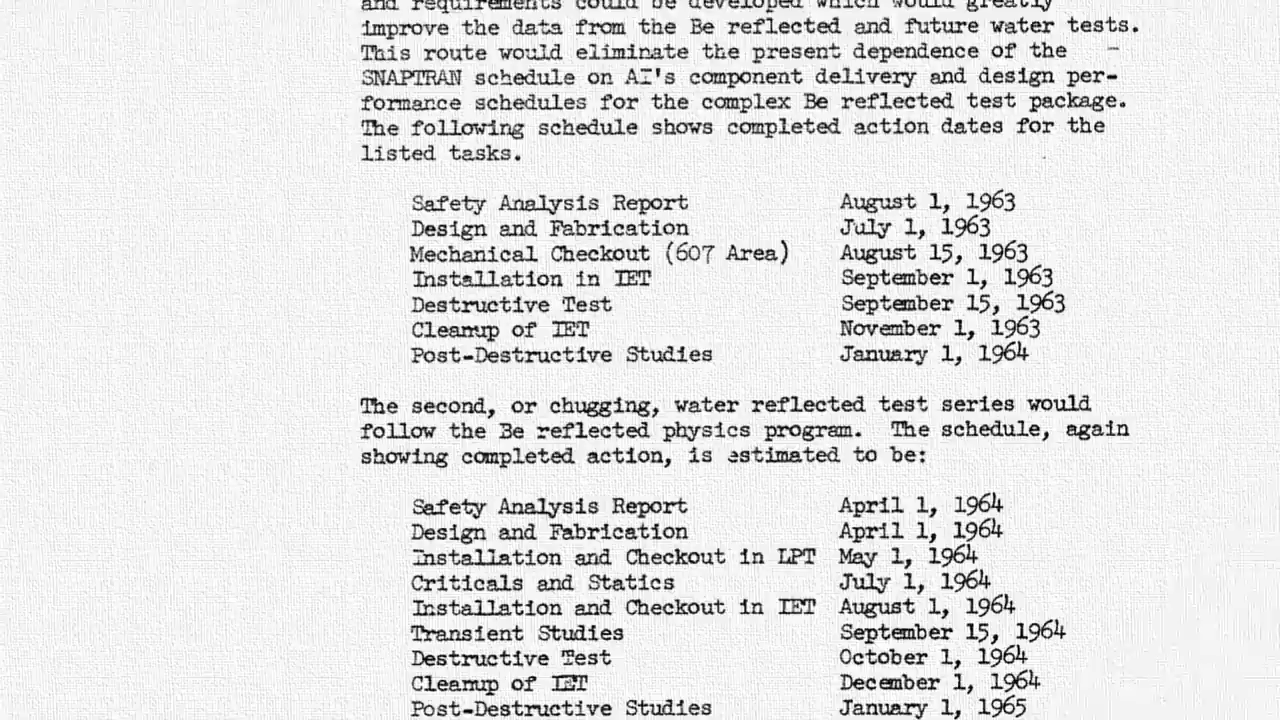 and requirements could be developed which would greatly
improve the data from the Be reflected and future water tests.
This route would eliminate the present dependence of the
SNAPTRAN schedule on AI's component delivery and design per-
formance schedules for the complex Be reflected test package.
The following schedule shows completed action dates for the
listed tasks.
Safety Analysis Report August 1, 1963
Design and Fabrication July 1, 1963
Mechanical Checkout (607 Area) August 15, 1963
Installation in IET September 1, 1963
Destructive Test September 15, 1963
Cleanup of IET November 1, 1963
Post-Destructive Studies January 1, 1964
The second, or chugging, water reflected test series would
follow the Be reflected physics program. The schedule, again
showing completed action, is estimated to be:
Safety Analysis Report April 1, 1964
Design and Fabrication April 1, 1964
Installation and Checkout in LPT May 1, 1964
Criticals and Statics July 1, 1964
Installation and Checkout in IET August 1, 1964
Transient Studies September 15, 1964
Destructive Test October 1, 1964
Cleanup of IET December 1, 1964
Post-Destructive Studies January 1, 1965